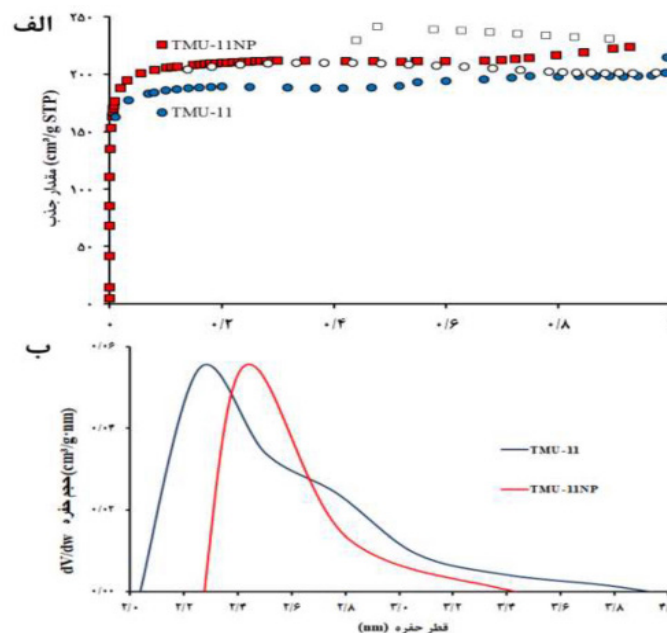 الف
۲۵۰
TMU-11NP
۲۰۰
TMU-11
۱۵۰
۱۰۰
۵۰
۰
مقدار جذب (cm³/g STP)
۰ ۰/۲ ۰/۴ ۰/۶ ۰/۸
ب
۰/۰۶
۰/۰۴
۰/۰۲
۰/۰۰
حجم حفره dV/dw (cm³/g·nm)
TMU-11
TMU-11NP
۲/۰ ۲/۲ ۲/۴ ۲/۶ ۲/۸ ۳/۰ ۳/۲ ۳/۴ ۳/۶ ۳/۸
قطر حفره (nm)